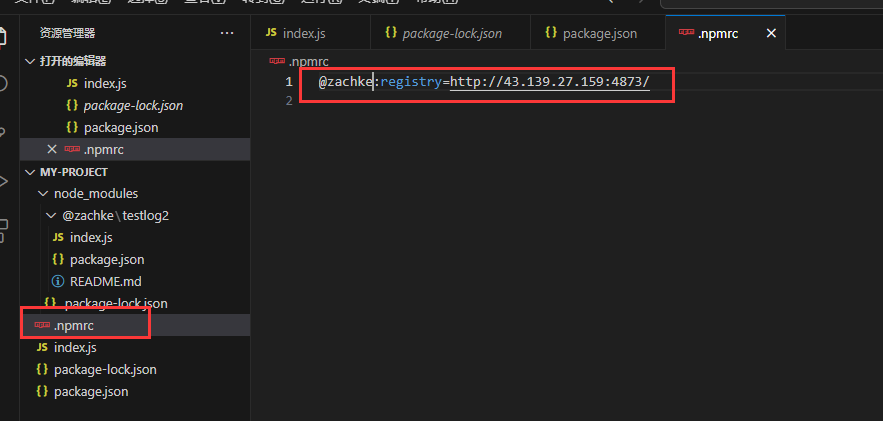 资源管理器
打开的编辑器
JS index.js
{} package-lock.json
{} package.json
.npmrc
MY-PROJECT
node_modules
@zachke\testlog2
JS index.js
{} package.json
README.md
{} .package-lock.json
.npmrc
JS index.js
{} package-lock.json
{} package.json
JS index.js
{} package-lock.json
{} package.json
.npmrc
.npmrc
1 @zachke:registry=http://43.139.27.159:4873/
2